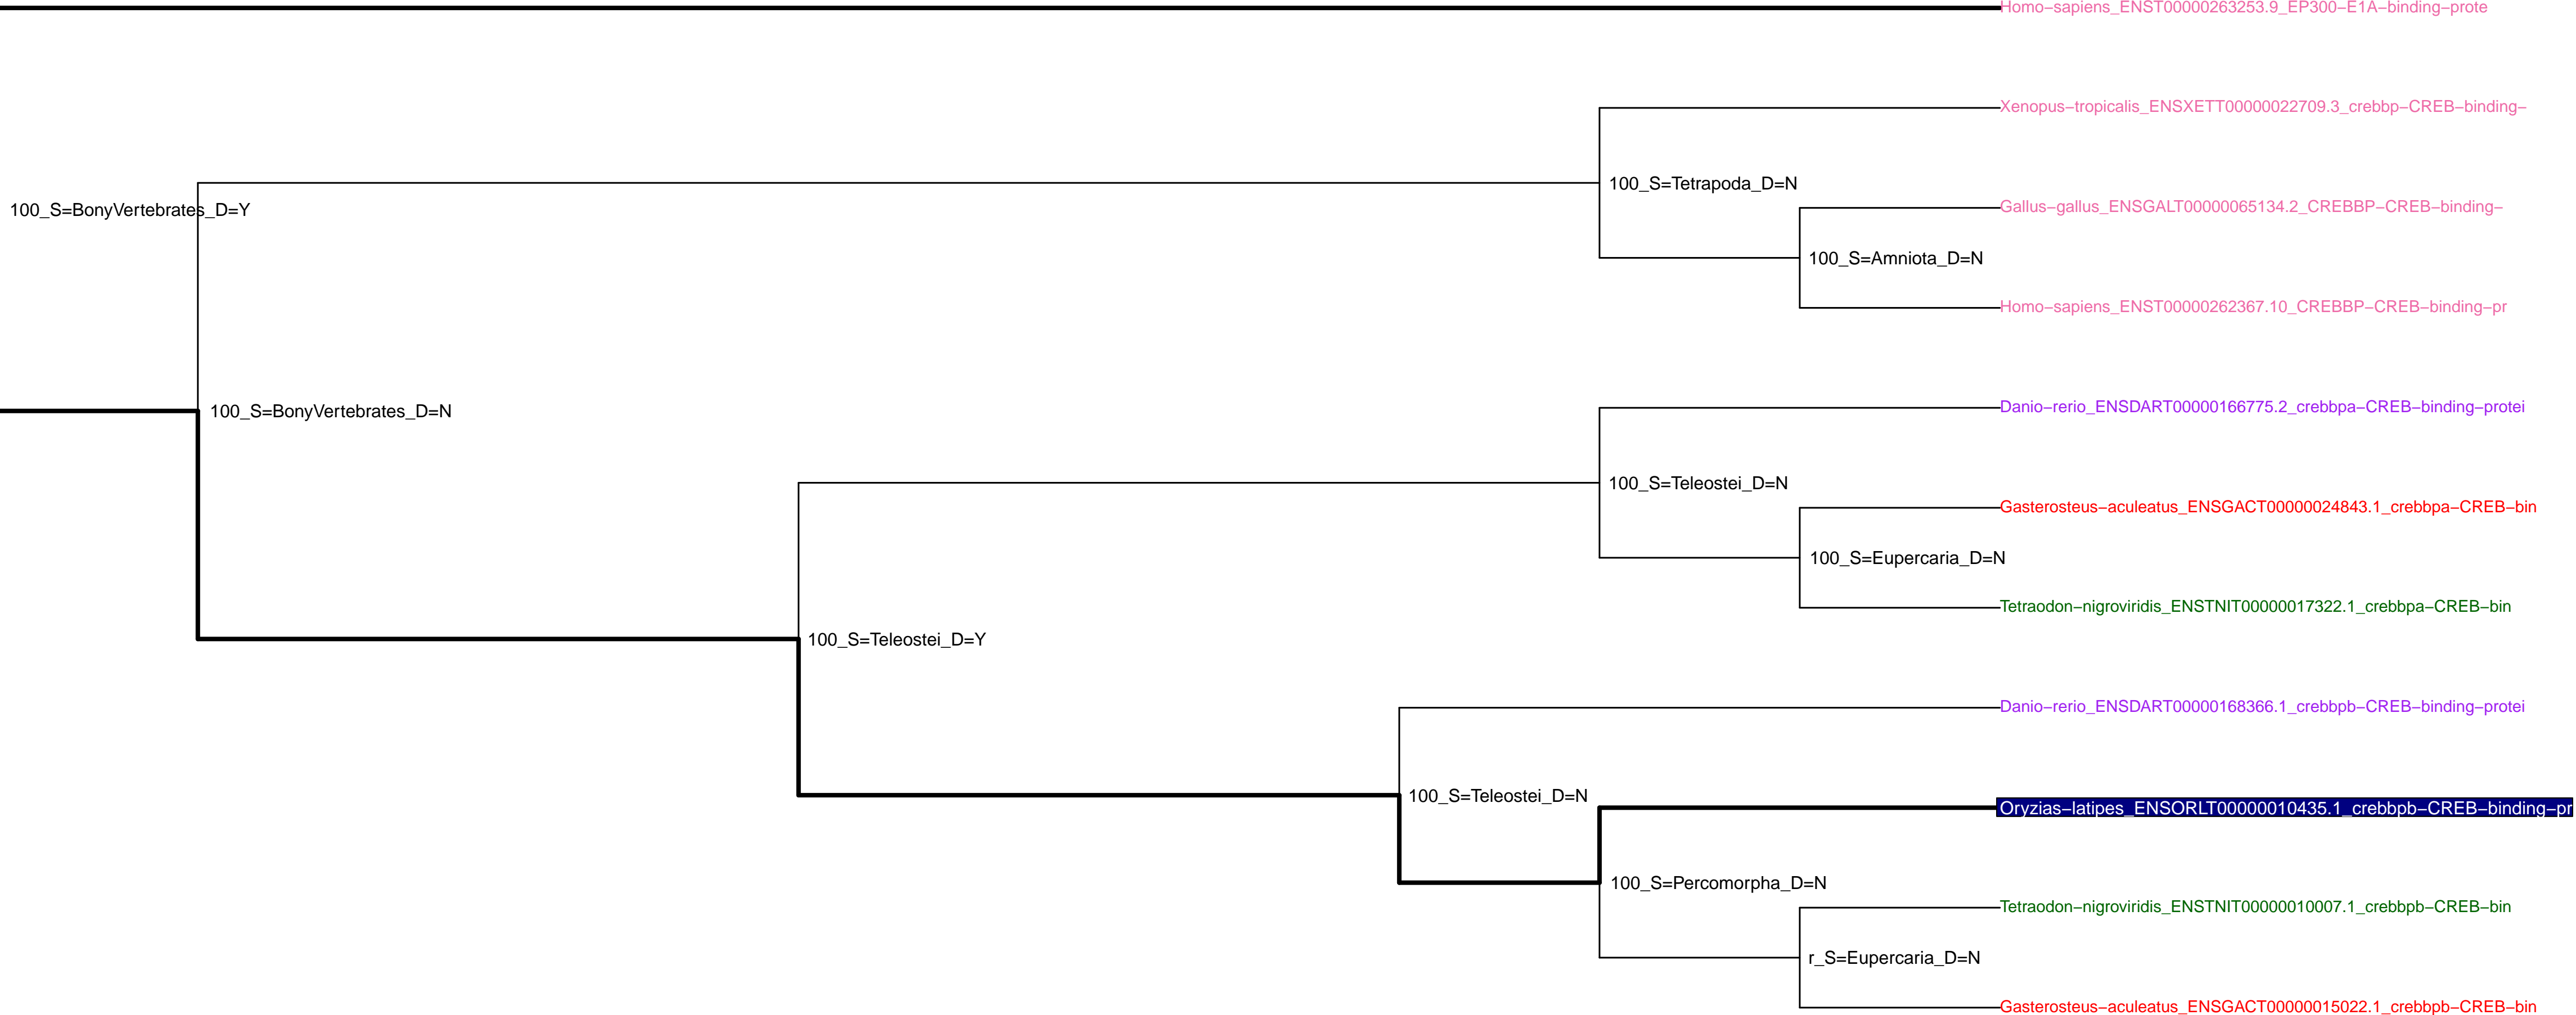 Homo-sapiens_ENST00000263253.9_EP300-E1A-binding-prote
Xenopus-tropicalis_ENSXETT00000022709.3_crebbp-CREB-binding-
100_S=Tetrapoda_D=N
Gallus-gallus_ENSGALT00000065134.2_CREBBP-CREB-binding-
100_S=BonyVertebrates_D=Y
100_S=Amniota_D=N
Homo-sapiens_ENST00000262367.10_CREBBP-CREB-binding-pr
Danio-rerio_ENSDART00000166775.2_crebbpa-CREB-binding-protei
100_S=BonyVertebrates_D=N
100_S=Teleostei_D=N
Gasterosteus-aculeatus_ENSGACT00000024843.1_crebbpa-CREB-bin
100_S=Eupercaria_D=N
Tetraodon-nigroviridis_ENSTNIT00000017322.1_crebbpa-CREB-bin
100_S=Teleostei_D=Y
Danio-rerio_ENSDART00000168366.1_crebbpb-CREB-binding-protei
100_S=Teleostei_D=N
Oryzias-latipes_ENSORLT00000010435.1_crebbpb-CREB-binding-pr
100_S=Percomorpha_D=N
Tetraodon-nigroviridis_ENSTNIT00000010007.1_crebbpb-CREB-bin
r_S=Eupercaria_D=N
Gasterosteus-aculeatus_ENSGACT00000015022.1_crebbpb-CREB-bin